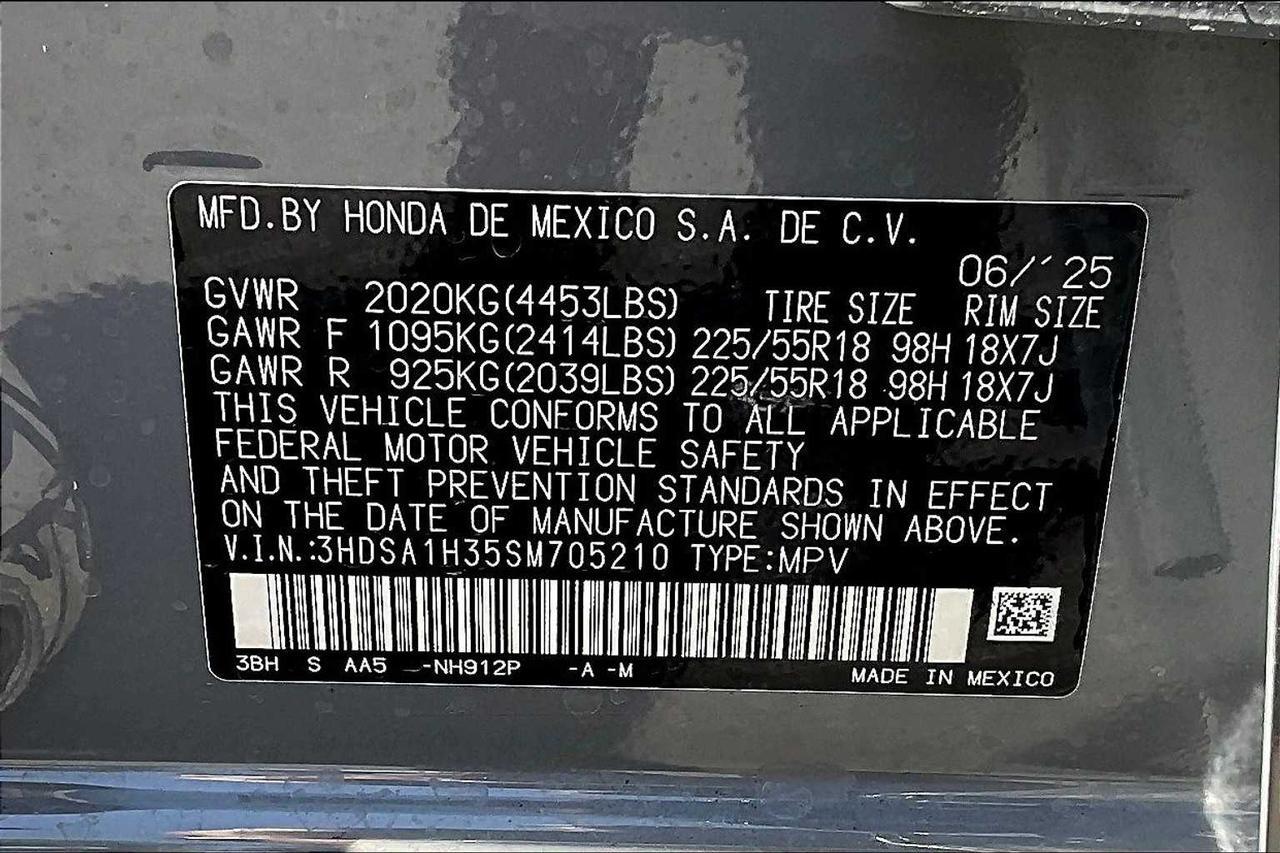 MFD.BY HONDA DE MEXICO S.A. DE C.V.
06/'25
GVWR 2020KG(4453LBS) TIRE SIZE RIM SIZE
GAWR F 1095KG(2414LBS) 225/55R18 98H 18X7J
GAWR R 925KG(2039LBS) 225/55R18 98H 18X7J
THIS VEHICLE CONFORMS TO ALL APPLICABLE
FEDERAL MOTOR VEHICLE SAFETY
AND THEFT PREVENTION STANDARDS IN EFFECT
ON THE DATE OF MANUFACTURE SHOWN ABOVE.
V.I.N.:3HDSA1H35SM705210 TYPE:MPV
3BH S AA5 _-NH912P -A -M
MADE IN MEXICO